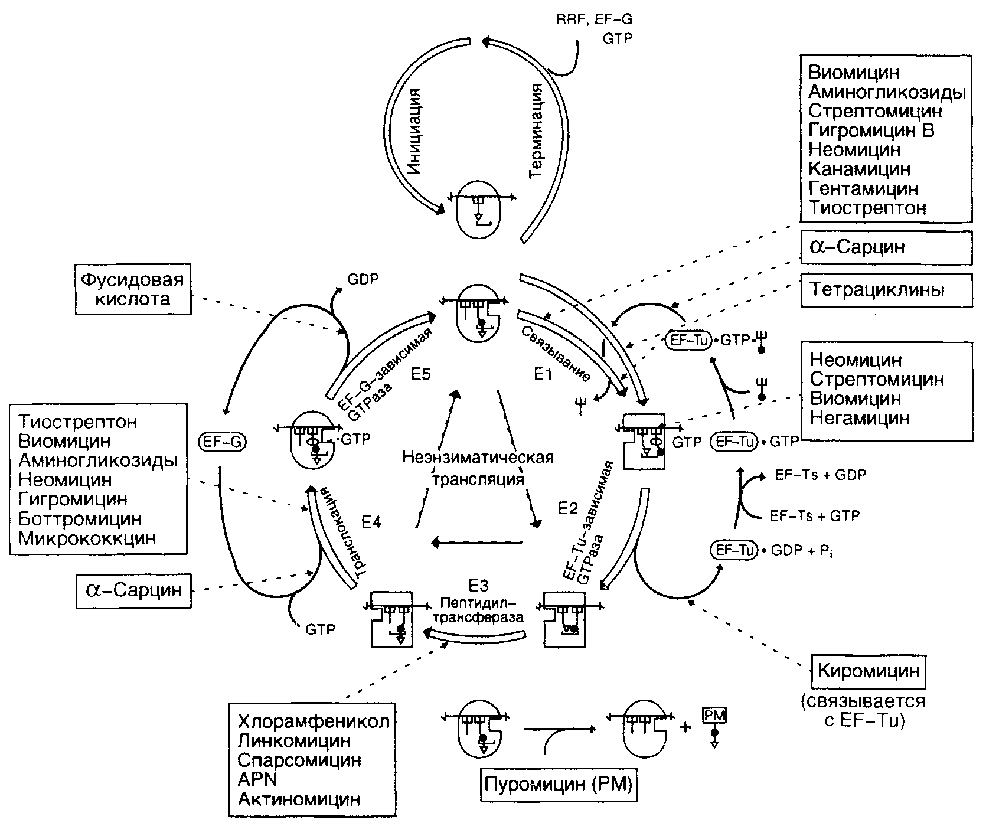 RRF, EF–G
GTP
Инициация
Терминация
Виомицин
Аминогликозиды
Стрептомицин
Гигромицин В
Неомицин
Канамицин
Гентамицин
Тиострептон
α–Сарцин
Тетрациклины
Фусидовая
кислота
GDP
EF–G–зависимая
GTPаза
E5
E1
Связывание
EF–Tu•GTP•
Неомицин
Стрептомицин
Виомицин
Негамицин
Тиострептон
Виомицин
Аминогликозиды
Неомицин
Гигромицин
Боттромицин
Микрококкцин
EF–G
GTP
GTP
EF–Tu•GTP
Неэнзиматическая
трансляция
EF–Ts + GDP
EF–Ts + GTP
EF–Tu•GDP + Pi
Транслокация
E4
E2
EF–Tu–зависимая
GTPаза
α–Сарцин
GTP
E3
Пептидил–
трансфераза
Киромицин
(связывается
с EF–Tu)
Хлорамфеникол
Линкомицин
Спарсомицин
APN
Актиномицин
+
PM
Пуромицин (PM)